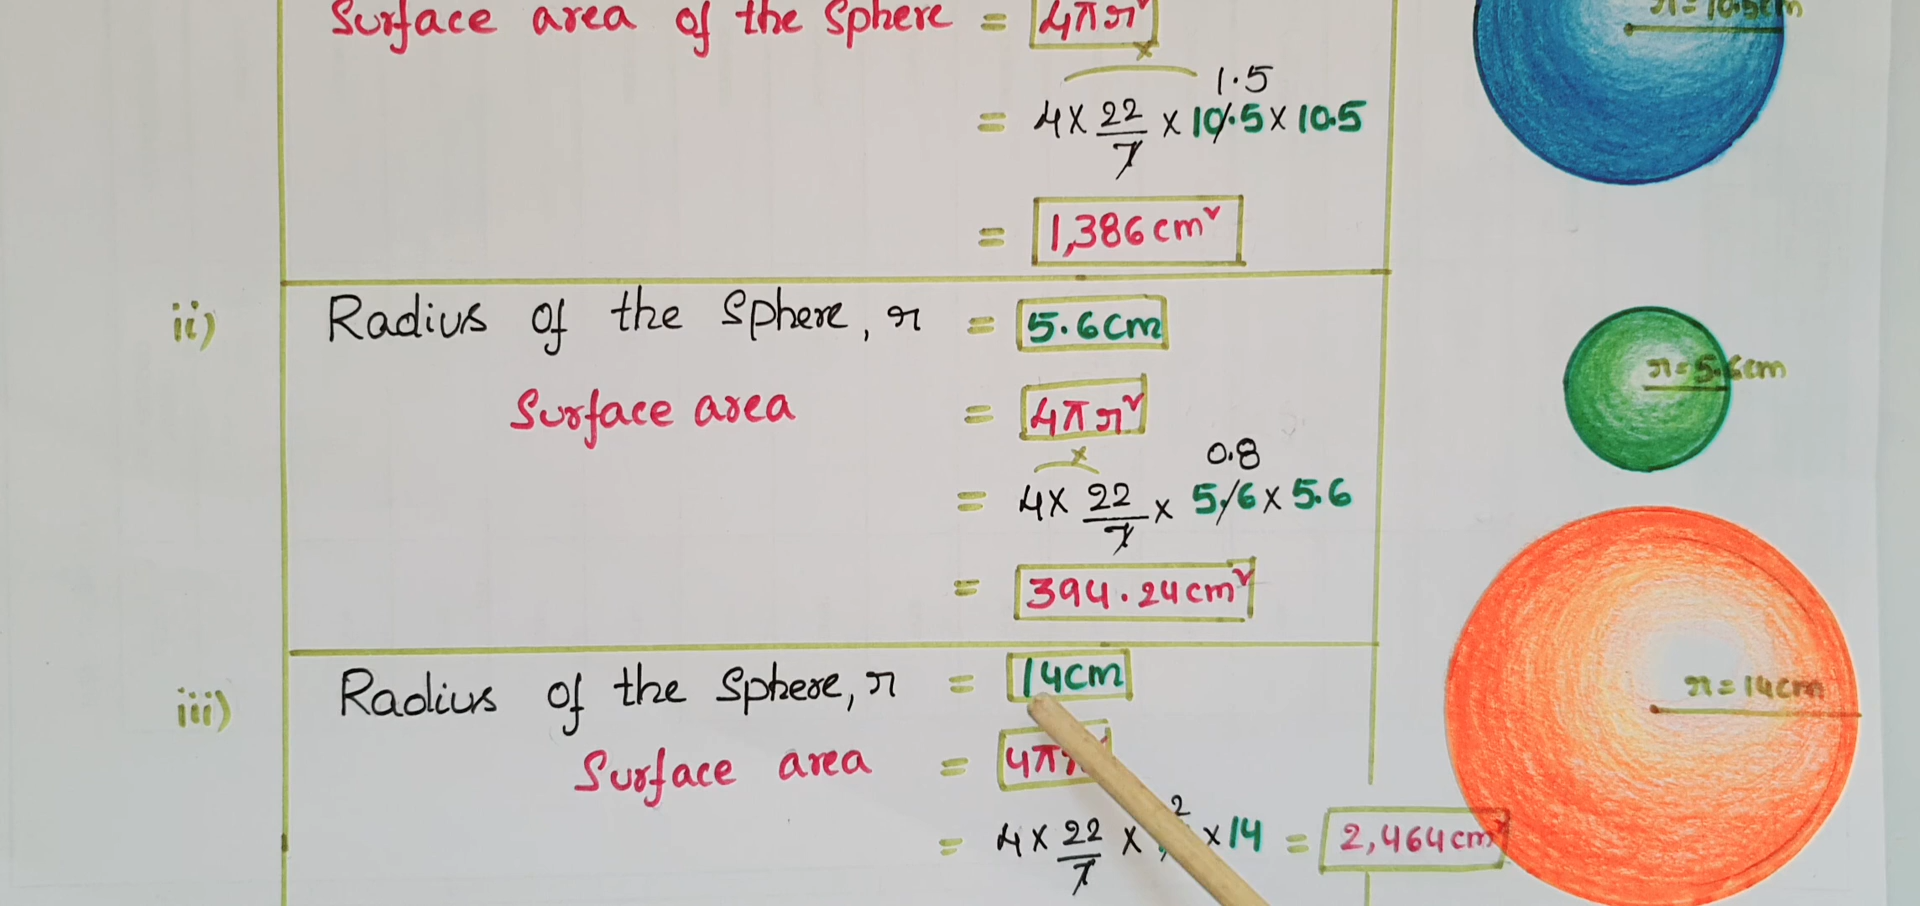 Surface area of the Sphere = 4πr²
r=10.5cm
1.5
= 4 × 22/7 × 10.5 × 10.5
= 1,386 cm²
ii) Radius of the Sphere, r = 5.6cm
r=5.6cm
Surface area = 4πr²
0.8
= 4 × 22/7 × 5.6 × 5.6
= 394.24 cm²
iii) Radius of the Sphere, r = 14cm
r=14cm
Surface area = 4π
2
= 4 × 22/7 × × 14 = 2,464 cm²